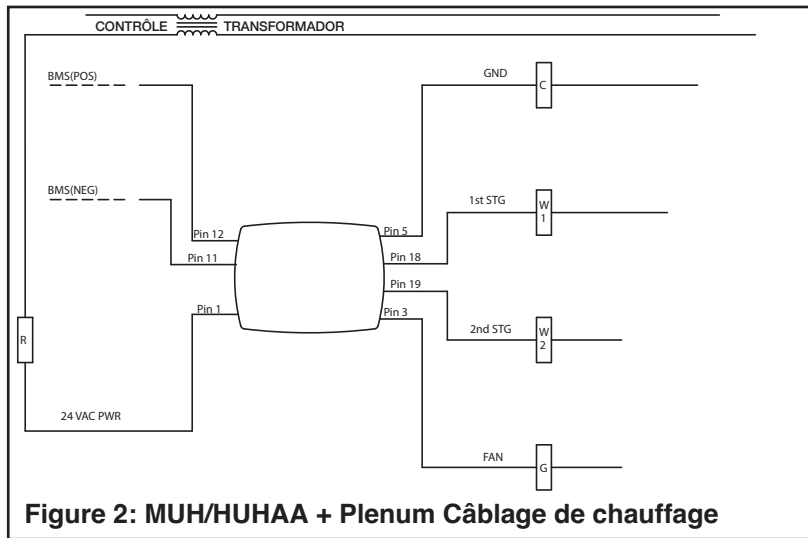 CONTRÔLE TRANSFORMADOR
BMS(POS)
GND
C
BMS(NEG)
1st STG
W
1
Pin 12
Pin 5
Pin 11
Pin 18
Pin 19
Pin 1
Pin 3
R
2nd STG
W
2
24 VAC PWR
FAN
G
Figure 2: MUH/HUHAA + Plenum Câblage de chauffage